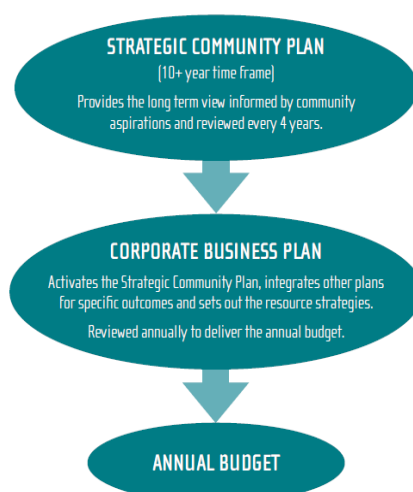 STRATEGIC COMMUNITY PLAN
(10+ year time frame)
Provides the long term view informed by community
aspirations and reviewed every 4 years.
CORPORATE BUSINESS PLAN
Activates the Strategic Community Plan, integrates other plans
for specific outcomes and sets out the resource strategies.
Reviewed annually to deliver the annual budget.
ANNUAL BUDGET